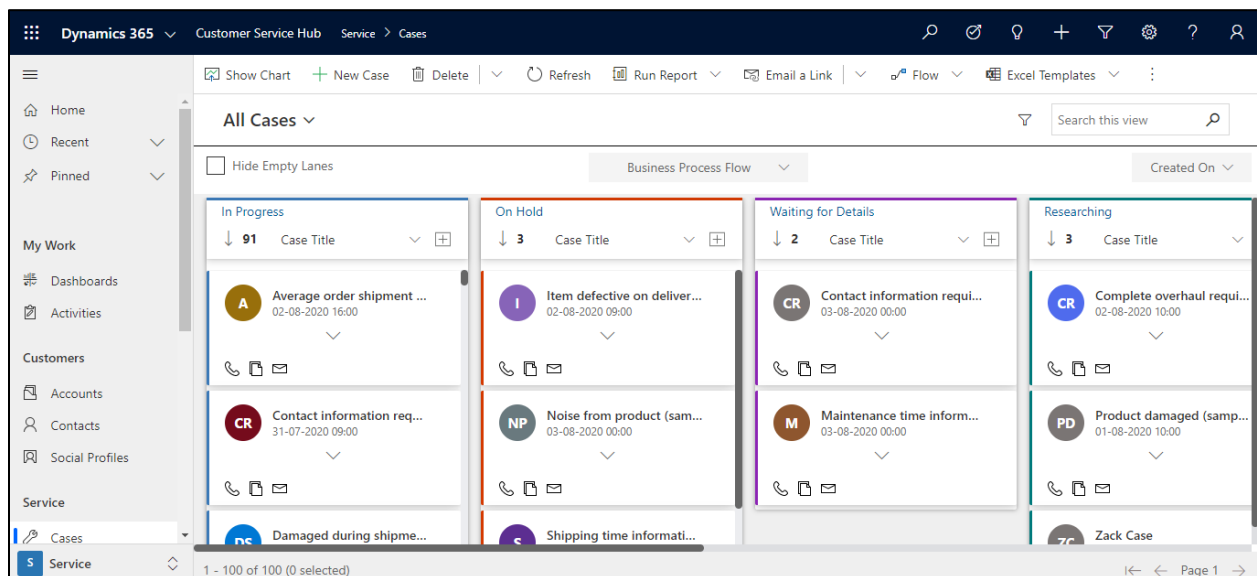 Dynamics 365 Customer Service Hub Service > Cases
Show Chart New Case Delete Refresh Run Report Email a Link Flow Excel Templates
Home
Recent
Pinned
My Work
Dashboards
Activities
Customers
Accounts
Contacts
Social Profiles
Service
Cases
S Service
All Cases
Search this view
Hide Empty Lanes
Business Process Flow
Created On
In Progress
91 Case Title
A
Average order shipment ...
02-08-2020 16:00
CR
Contact information req...
31-07-2020 09:00
DS
Damaged during shipme...
On Hold
3 Case Title
I
Item defective on deliver...
02-08-2020 09:00
NP
Noise from product (sam...
03-08-2020 00:00
S
Shipping time informati...
Waiting for Details
2 Case Title
CR
Contact information requi...
03-08-2020 00:00
M
Maintenance time inform...
03-08-2020 00:00
Researching
3 Case Title
CR
Complete overhaul requi...
02-08-2020 10:00
PD
Product damaged (samp...
01-08-2020 10:00
ZC
Zack Case
1 - 100 of 100 (0 selected)
Page 1